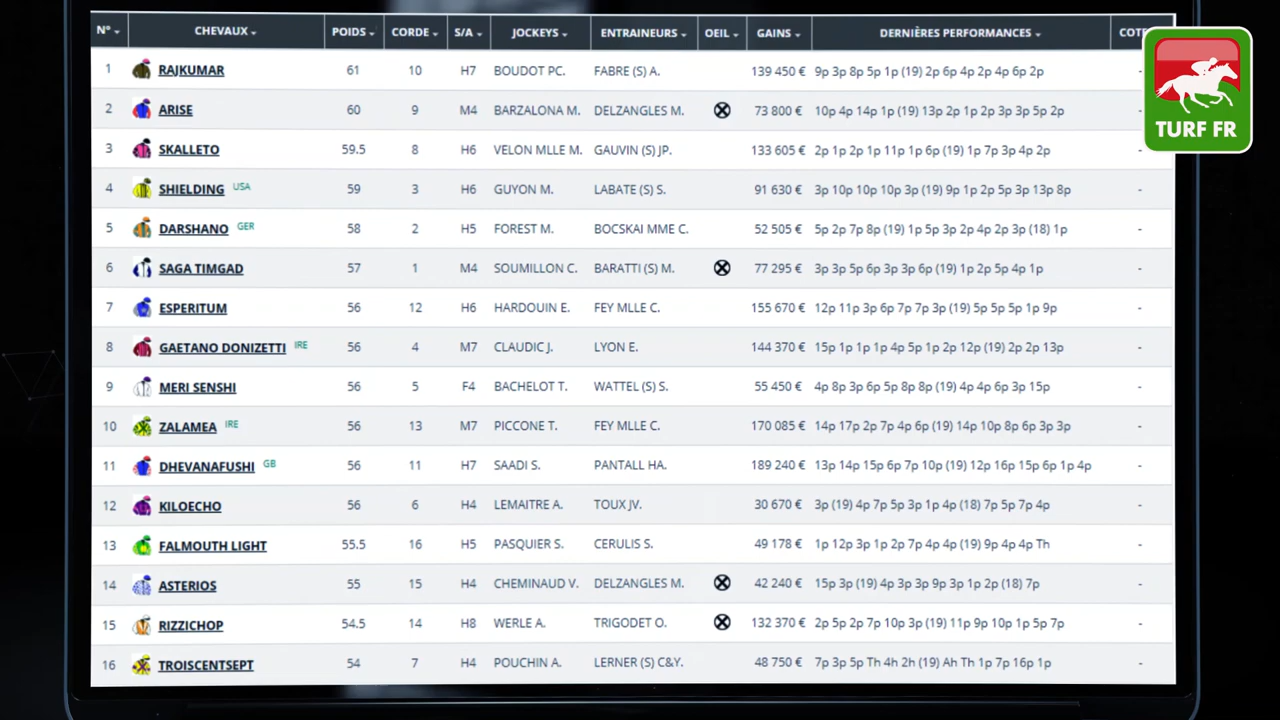 N° CHEVAUX POIDS CORDE S/A JOCKEYS ENTRAINEURS OEIL GAINS DERNIÈRES PERFORMANCES COTE
1 RAJKUMAR 61 10 H7 BOUDOT PC. FABRE (S) A. 139 450 € 9p 3p 8p 5p 1p (19) 2p 6p 4p 2p 4p 6p 2p -
2 ARISE 60 9 M4 BARZALONA M. DELZANGLES M. 73 800 € 10p 4p 14p 1p (19) 13p 2p 1p 2p 3p 3p 5p 2p -
3 SKALLETO 59.5 8 H6 VELON MLLE M. GAUVIN (S) JP. 133 605 € 2p 1p 2p 1p 11p 1p 6p (19) 1p 7p 3p 4p 2p -
4 SHIELDING USA 59 3 H6 GUYON M. LABATE (S) S. 91 630 € 3p 10p 10p 10p 3p (19) 9p 1p 2p 5p 3p 13p 8p -
5 DARSHANO GER 58 2 H5 FOREST M. BOCSKAI MME C. 52 505 € 5p 2p 7p 8p (19) 1p 5p 3p 2p 4p 2p 3p (18) 1p -
6 SAGA TIMGAD 57 1 M4 SOUMILLON C. BARATTI (S) M. 77 295 € 3p 3p 5p 6p 3p 3p 6p (19) 1p 2p 5p 4p 1p -
7 ESPERITUM 56 12 H6 HARDOUIN E. FEY MLLE C. 155 670 € 12p 11p 3p 6p 7p 7p 3p (19) 5p 5p 5p 1p 9p -
8 GAETANO DONIZETTI IRE 56 4 M7 CLAUDIC J. LYON E. 144 370 € 15p 1p 1p 1p 4p 5p 1p 2p 12p (19) 2p 2p 13p -
9 MERI SENSHI 56 5 F4 BACHELOT T. WATTEL (S) S. 55 450 € 4p 8p 3p 6p 5p 8p 8p (19) 4p 4p 6p 3p 15p -
10 ZALAMEA IRE 56 13 M7 PICCONE T. FEY MLLE C. 170 085 € 14p 17p 2p 7p 4p 6p (19) 14p 10p 8p 6p 3p 3p -
11 DHEVANAFUSHI GB 56 11 H7 SAADI S. PANTALL HA. 189 240 € 13p 14p 15p 6p 7p 10p (19) 12p 16p 15p 6p 1p 4p -
12 KILOECHO 56 6 H4 LEMAITRE A. TOUX JV. 30 670 € 3p (19) 4p 7p 5p 3p 1p 4p (18) 7p 5p 7p 4p -
13 FALMOUTH LIGHT 55.5 16 H5 PASQUIER S. CERULIS S. 49 178 € 1p 12p 3p 1p 2p 7p 4p 4p (19) 9p 4p 4p Th -
14 ASTERIOS 55 15 H4 CHEMINAUD V. DELZANGLES M. 42 240 € 15p 3p (19) 4p 3p 3p 9p 3p 1p 2p (18) 7p -
15 RIZZICHOP 54.5 14 H8 WERLE A. TRIGODET O. 132 370 € 2p 5p 2p 7p 10p 3p (19) 11p 9p 10p 1p 5p 7p -
16 TROISCENTSEPT 54 7 H4 POUCHIN A. LERNER (S) C&Y. 48 750 € 7p 3p 5p Th 4h 2h (19) Ah Th 1p 7p 16p 1p -
TURF FR